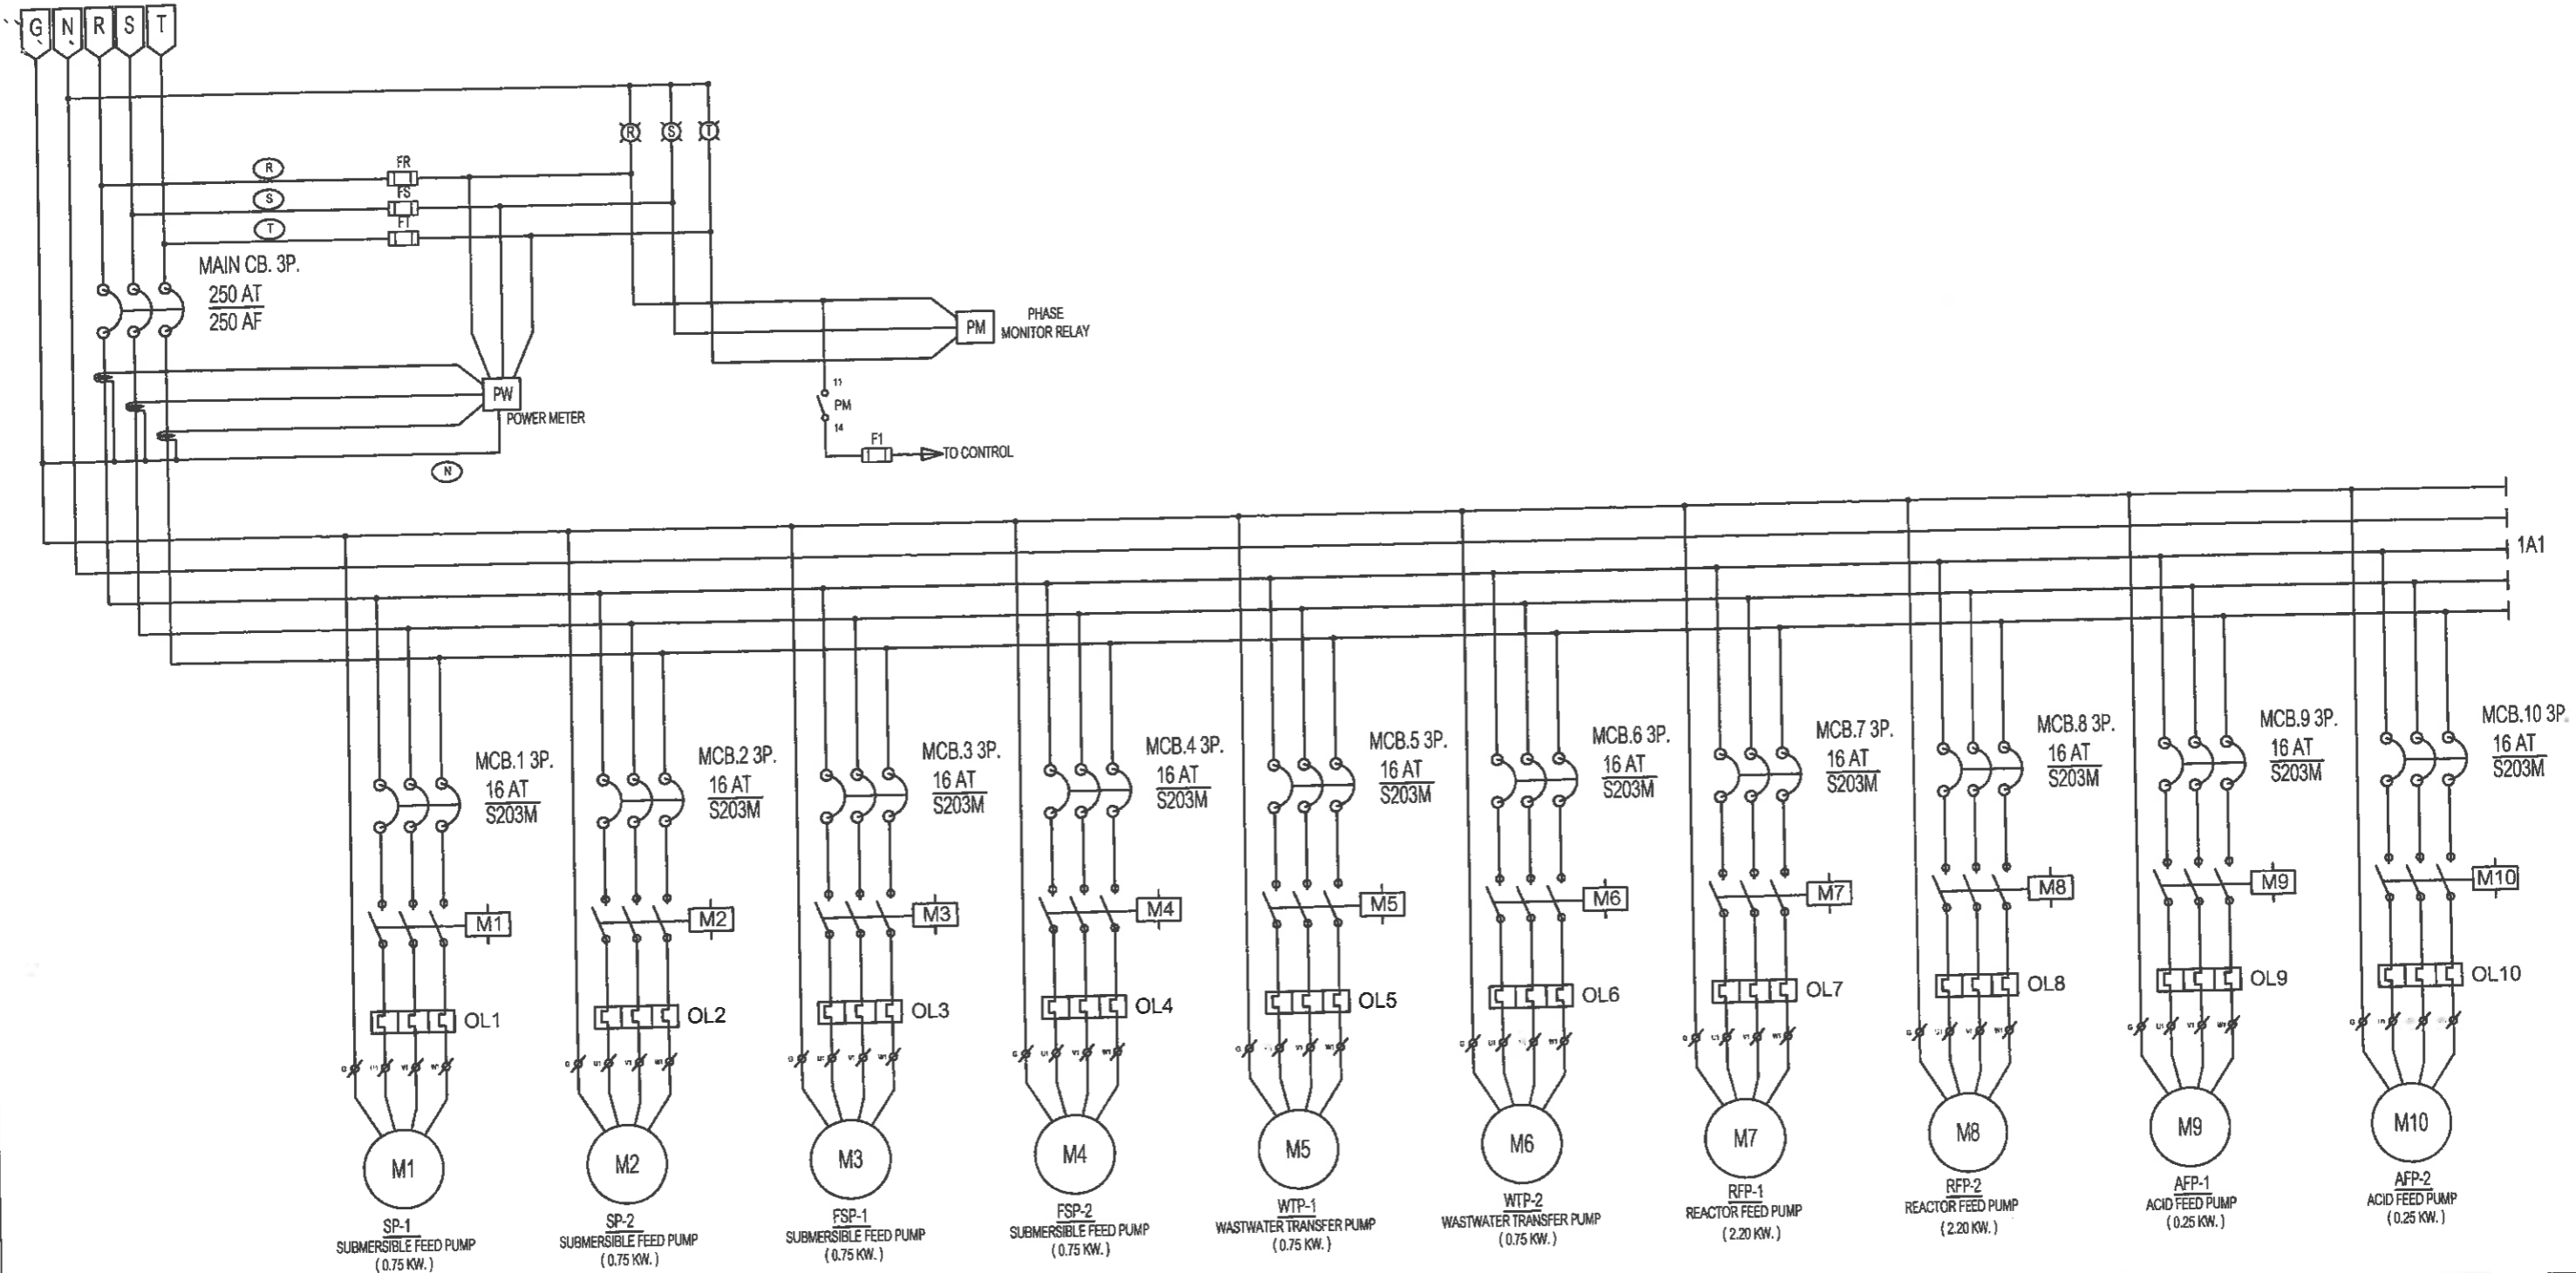 G N R S T
R S T
R FR
S FS
T FT
MAIN CB. 3P.
250 AT
250 AF
PM
PHASE
MONITOR RELAY
PW
POWER METER
11
PM
14
F1
TO CONTROL
N
1A1
MCB.1 3P.
16 AT
S203M
MCB.2 3P.
16 AT
S203M
MCB.3 3P.
16 AT
S203M
MCB.4 3P.
16 AT
S203M
MCB.5 3P.
16 AT
S203M
MCB.6 3P.
16 AT
S203M
MCB.7 3P.
16 AT
S203M
MCB.8 3P.
16 AT
S203M
MCB.9 3P.
16 AT
S203M
MCB.10 3P.
16 AT
S203M
M1 M2 M3 M4 M5 M6 M7 M8 M9 M10
OL1 OL2 OL3 OL4 OL5 OL6 OL7 OL8 OL9 OL10
M1
SP-1
SUBMERSIBLE FEED PUMP
( 0.75 KW. )
M2
SP-2
SUBMERSIBLE FEED PUMP
( 0.75 KW. )
M3
FSP-1
SUBMERSIBLE FEED PUMP
( 0.75 KW. )
M4
FSP-2
SUBMERSIBLE FEED PUMP
( 0.75 KW. )
M5
WTP-1
WASTWATER TRANSFER PUMP
( 0.75 KW. )
M6
WTP-2
WASTWATER TRANSFER PUMP
( 0.75 KW. )
M7
RFP-1
REACTOR FEED PUMP
( 2.20 KW. )
M8
RFP-2
REACTOR FEED PUMP
( 2.20 KW. )
M9
AFP-1
ACID FEED PUMP
( 0.25 KW. )
M10
AFP-2
ACID FEED PUMP
( 0.25 KW. )